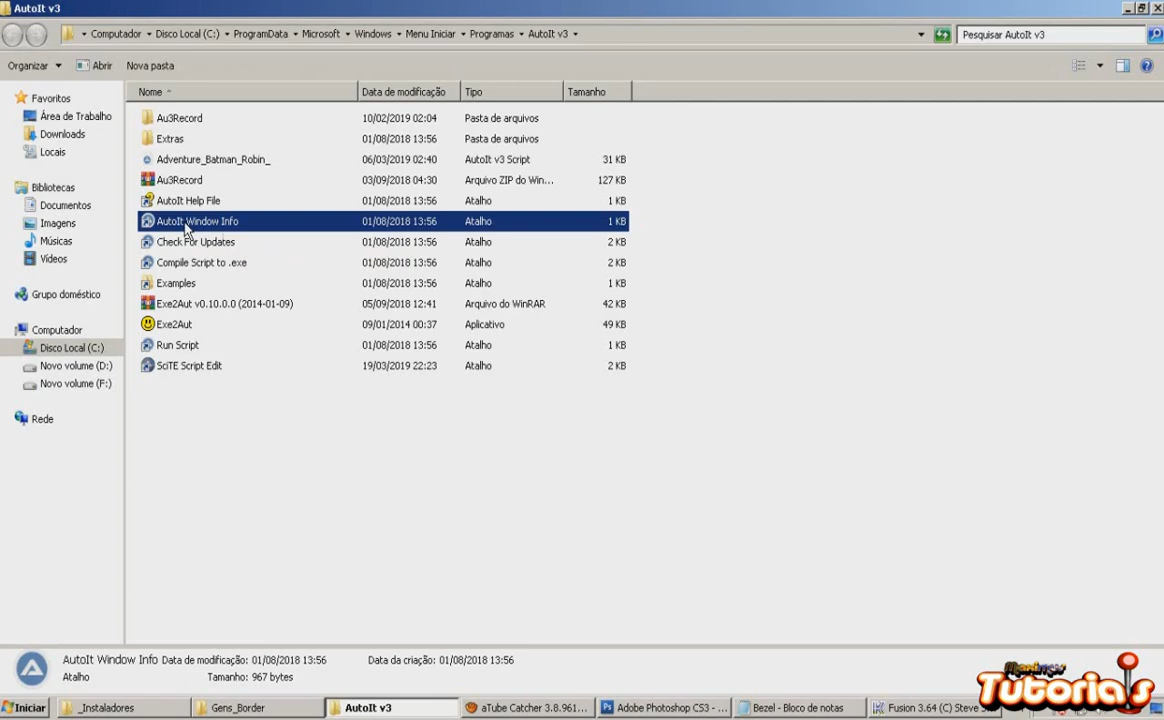 AutoIt v3
Computador Disco Local (C:) ProgramData Microsoft Windows Menu Iniciar Programas AutoIt v3
Pesquisar AutoIt v3
Organizar Abrir Nova pasta
Nome Data de modificação Tipo Tamanho
Favoritos
Área de Trabalho
Downloads
Locais
Bibliotecas
Documentos
Imagens
Músicas
Vídeos
Grupo doméstico
Computador
Disco Local (C:)
Novo volume (D:)
Novo volume (F:)
Rede
Au3Record 10/02/2019 02:04 Pasta de arquivos
Extras 01/08/2018 13:56 Pasta de arquivos
Adventure_Batman_Robin_ 06/03/2019 02:40 AutoIt v3 Script 31 KB
Au3Record 03/09/2018 04:30 Arquivo ZIP do Win... 127 KB
AutoIt Help File 01/08/2018 13:56 Atalho 1 KB
AutoIt Window Info 01/08/2018 13:56 Atalho 1 KB
Check For Updates 01/08/2018 13:56 Atalho 2 KB
Compile Script to .exe 01/08/2018 13:56 Atalho 2 KB
Examples 01/08/2018 13:56 Atalho 1 KB
Exe2Aut v0.10.0.0 (2014-01-09) 05/09/2018 12:41 Arquivo do WinRAR 42 KB
Exe2Aut 09/01/2014 00:37 Aplicativo 49 KB
Run Script 01/08/2018 13:56 Atalho 1 KB
SciTE Script Edit 19/03/2019 22:23 Atalho 2 KB
AutoIt Window Info Data de modificação: 01/08/2018 13:56 Data da criação: 01/08/2018 13:56
Atalho Tamanho: 967 bytes
Tutoria's
Iniciar _Instaladores Gens_Border AutoIt v3 aTube Catcher 3.8.961... Adobe Photoshop CS3 - ... Bezel - Bloco de notas Fusion 3.64 (C) Steve S